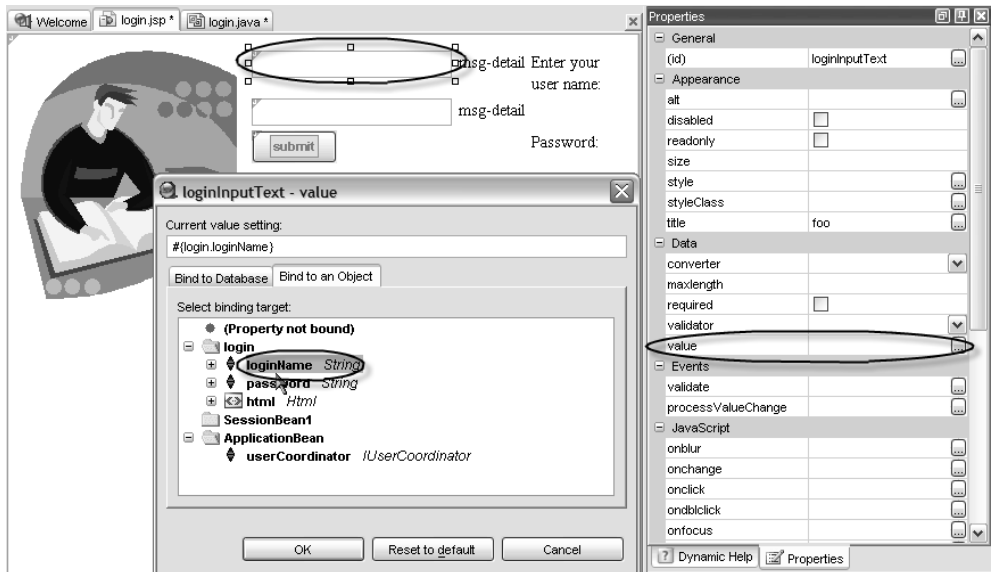 Welcome login.jsp * login.java *
msg-detail Enter your
user name:
msg-detail
submit
Password:
loginInputText - value
Current value setting:
#{login.loginName}
Bind to Database Bind to an Object
Select binding target:
(Property not bound)
login
loginName String
password String
html Html
SessionBean1
ApplicationBean
userCoordinator IUserCoordinator
OK Reset to default Cancel
Properties
General
(id) loginInputText ...
Appearance
alt ...
disabled
readonly
size
style ...
styleClass ...
title foo ...
Data
converter
maxlength
required
validator
value ...
Events
validate ...
processValueChange ...
JavaScript
onblur ...
onchange ...
onclick ...
ondblclick ...
onfocus ...
? Dynamic Help Properties